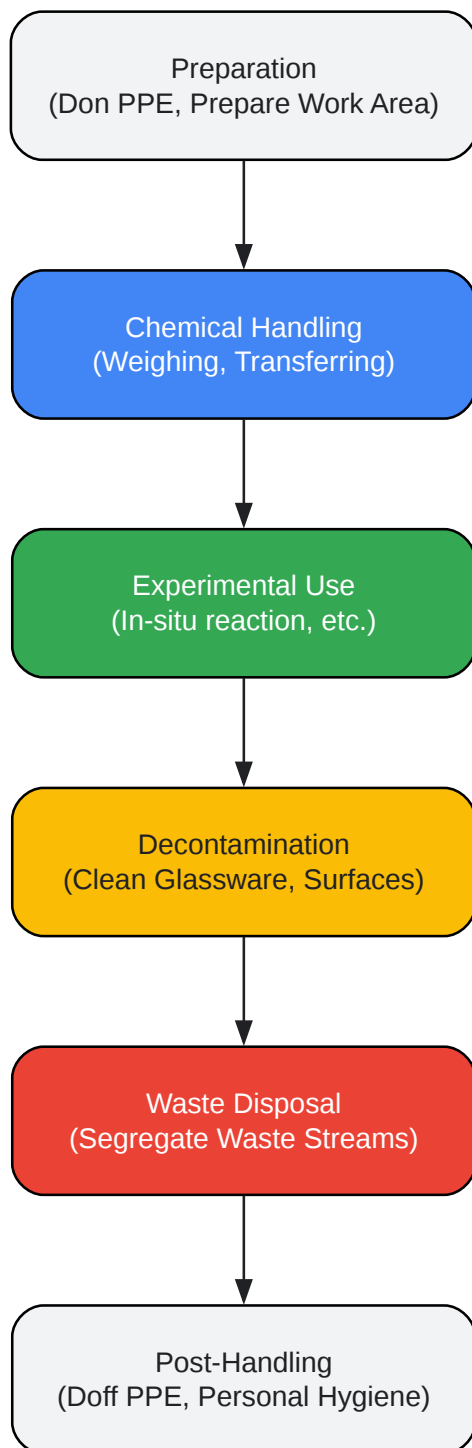 Preparation
(Don PPE, Prepare Work Area)
Chemical Handling
(Weighing, Transferring)
Experimental Use
(In-situ reaction, etc.)
Decontamination
(Clean Glassware, Surfaces)
Waste Disposal
(Segregate Waste Streams)
Post-Handling
(Doff PPE, Personal Hygiene)